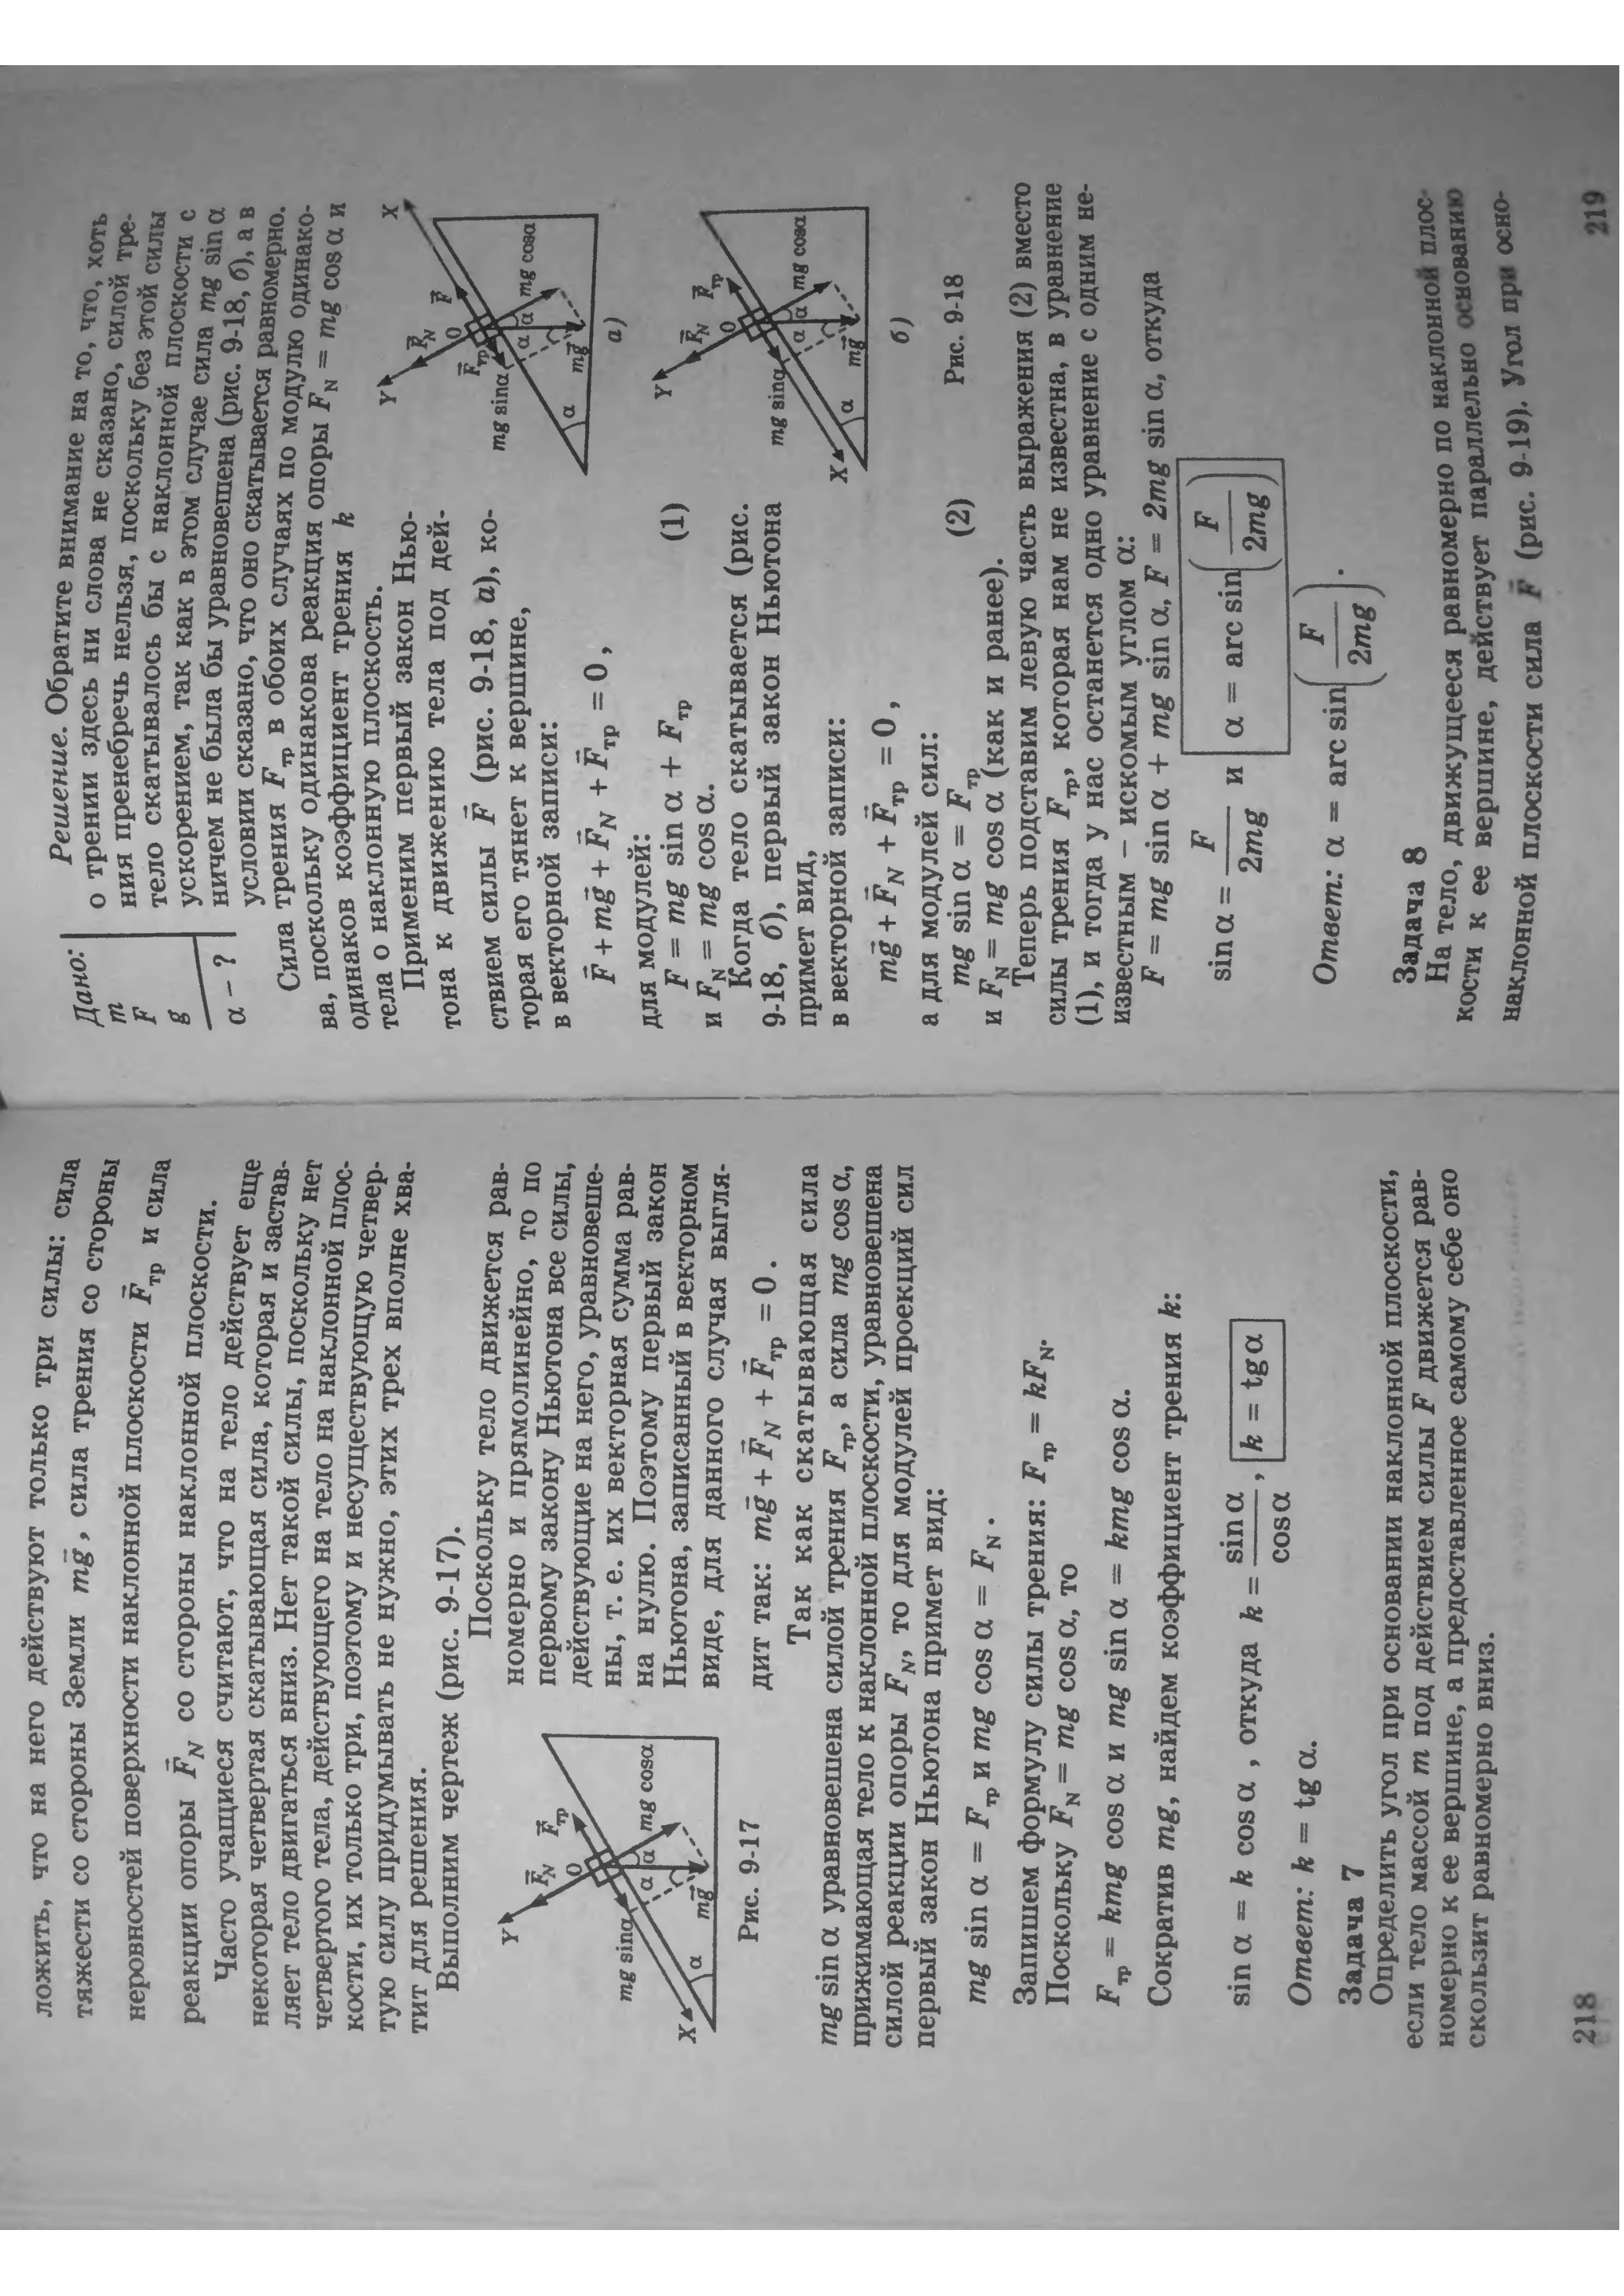 ложить, что на него действуют только три силы: сила
тяжести со стороны Земли mg⃗, сила трения со стороны
неровностей поверхности наклонной плоскости F⃗тр и сила
реакции опоры F⃗N со стороны наклонной плоскости.
Часто учащиеся считают, что на тело действует еще
некоторая четвертая скатывающая сила, которая и застав-
ляет тело двигаться вниз. Нет такой силы, поскольку нет
четвертого тела, действующего на тело на наклонной плос-
кости, их только три, поэтому и несуществующую четвер-
тую силу придумывать не нужно, этих трех вполне хва-
тит для решения.
Выполним чертеж (рис. 9-17).
Y
F⃗N
F⃗тр
O
mg sinα
α
α
mg cosα
mg⃗
α
X
Рис. 9-17
Поскольку тело движется рав-
номерно и прямолинейно, то по
первому закону Ньютона все силы,
действующие на него, уравновеше-
ны, т. е. их векторная сумма рав-
на нулю. Поэтому первый закон
Ньютона, записанный в векторном
виде, для данного случая выгля-
дит так: mg⃗ + F⃗N + F⃗тр = 0 .
Так как скатывающая сила
mg sin α уравновешена силой трения Fтр, а сила mg cos α,
прижимающая тело к наклонной плоскости, уравновешена
силой реакции опоры FN, то для модулей проекций сил
первый закон Ньютона примет вид:
mg sin α = Fтр и mg cos α = FN .
Запишем формулу силы трения: Fтр = kFN.
Поскольку FN = mg cos α, то
Fтр = kmg cos α и mg sin α = kmg cos α.
Сократив mg, найдем коэффициент трения k:
sin α = k cos α , откуда k = sin α / cos α , k = tg α
Ответ: k = tg α.
Задача 7
Определить угол при основании наклонной плоскости,
если тело массой m под действием силы F движется рав-
номерно к ее вершине, а предоставленное самому себе оно
скользит равномерно вниз.
218
Дано:
m
F
g
α – ?
Решение. Обратите внимание на то, что, хоть
о трении здесь ни слова не сказано, силой тре-
ния пренебречь нельзя, поскольку без этой силы
тело скатывалось бы с наклонной плоскости с
ускорением, так как в этом случае сила mg sin α
ничем не была бы уравновешена (рис. 9-18, б), а в
условии сказано, что оно скатывается равномерно.
Сила трения Fтр в обоих случаях по модулю одинако-
ва, поскольку одинакова реакция опоры FN = mg cos α и
одинаков коэффициент трения k
тела о наклонную плоскость.
Применим первый закон Нью-
тона к движению тела под дей-
ствием силы F⃗ (рис. 9-18, а), ко-
торая его тянет к вершине,
в векторной записи:
F⃗ + mg⃗ + F⃗N + F⃗тр = 0 ,
для модулей:
F = mg sin α + Fтр (1)
и FN = mg cos α.
Когда тело скатывается (рис.
9-18, б), первый закон Ньютона
примет вид,
в векторной записи:
mg⃗ + F⃗N + F⃗тр = 0 ,
а для модулей сил:
mg sin α = Fтр (2)
и FN = mg cos α (как и ранее).
Y
X
F⃗N
F⃗
O
F⃗тр
mg sinα
α
α
mg cosα
mg⃗
α
а)
Y
F⃗N
F⃗тр
O
mg sinα
α
α
mg cosα
mg⃗
α
X
б)
Рис. 9-18
Теперь подставим левую часть выражения (2) вместо
силы трения Fтр, которая нам не известна, в уравнение
(1), и тогда у нас останется одно уравнение с одним не-
известным – искомым углом α:
F = mg sin α + mg sin α, F = 2mg sin α, откуда
sin α = F / 2mg и α = arc sin (F / 2mg)
Ответ: α = arc sin (F / 2mg) .
Задача 8
На тело, движущееся равномерно по наклонной плос-
кости к ее вершине, действует параллельно основанию
наклонной плоскости сила F⃗ (рис. 9-19). Угол при осно-
219